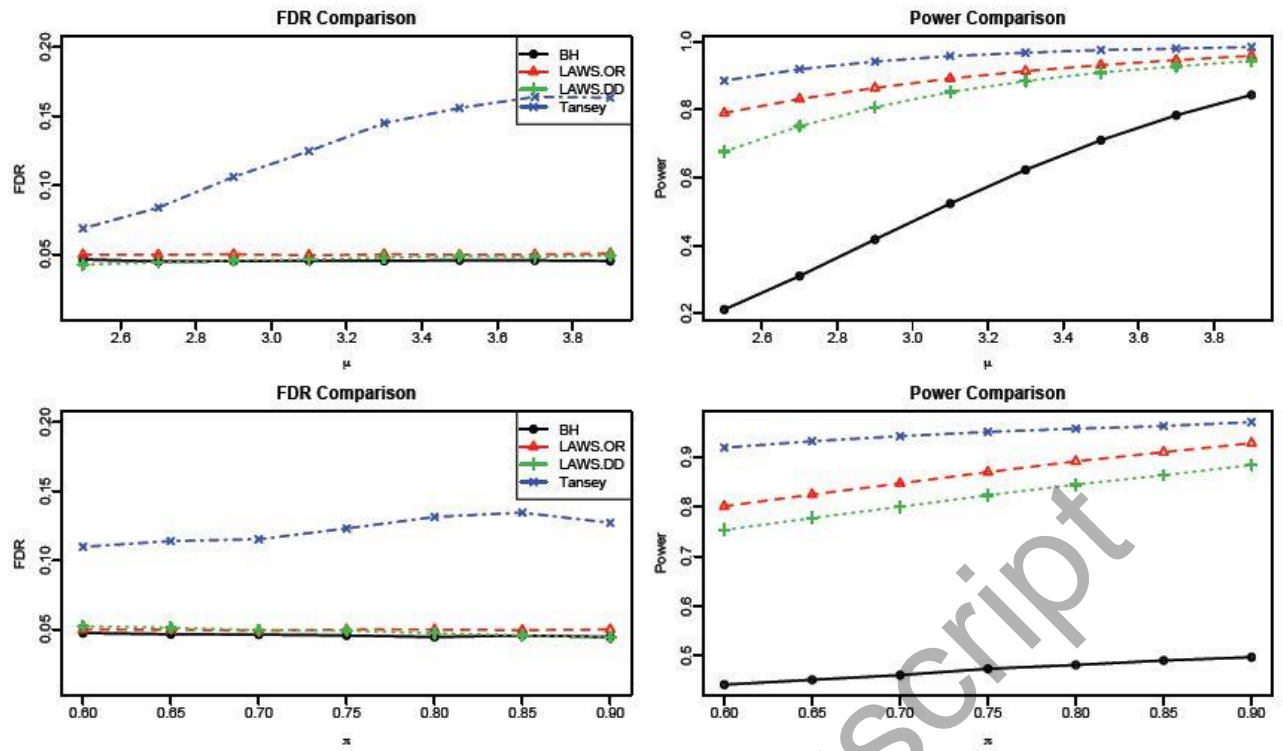 FDR Comparison
0.20
0.15
0.10
0.05
FDR
BH
LAWS.OR
LAWS.DD
Tansey
2.6 2.8 3.0 3.2 3.4 3.6 3.8
μ
Power Comparison
1.0
0.8
0.6
0.4
0.2
Power
2.6 2.8 3.0 3.2 3.4 3.6 3.8
μ
FDR Comparison
0.20
0.15
0.10
0.05
FDR
BH
LAWS.OR
LAWS.DD
Tansey
0.60 0.65 0.70 0.75 0.80 0.85 0.90
π
Power Comparison
0.9
0.8
0.7
0.6
0.5
Power
0.60 0.65 0.70 0.75 0.80 0.85 0.90
π
script